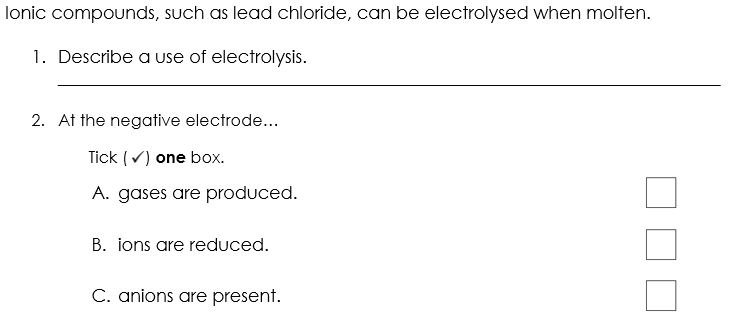 Ionic compounds, such as lead chloride, can be electrolysed when molten.
1. Describe a use of electrolysis.
2. At the negative electrode...
Tick (✓) one box.
A. gases are produced.
B. ions are reduced.
C. anions are present.